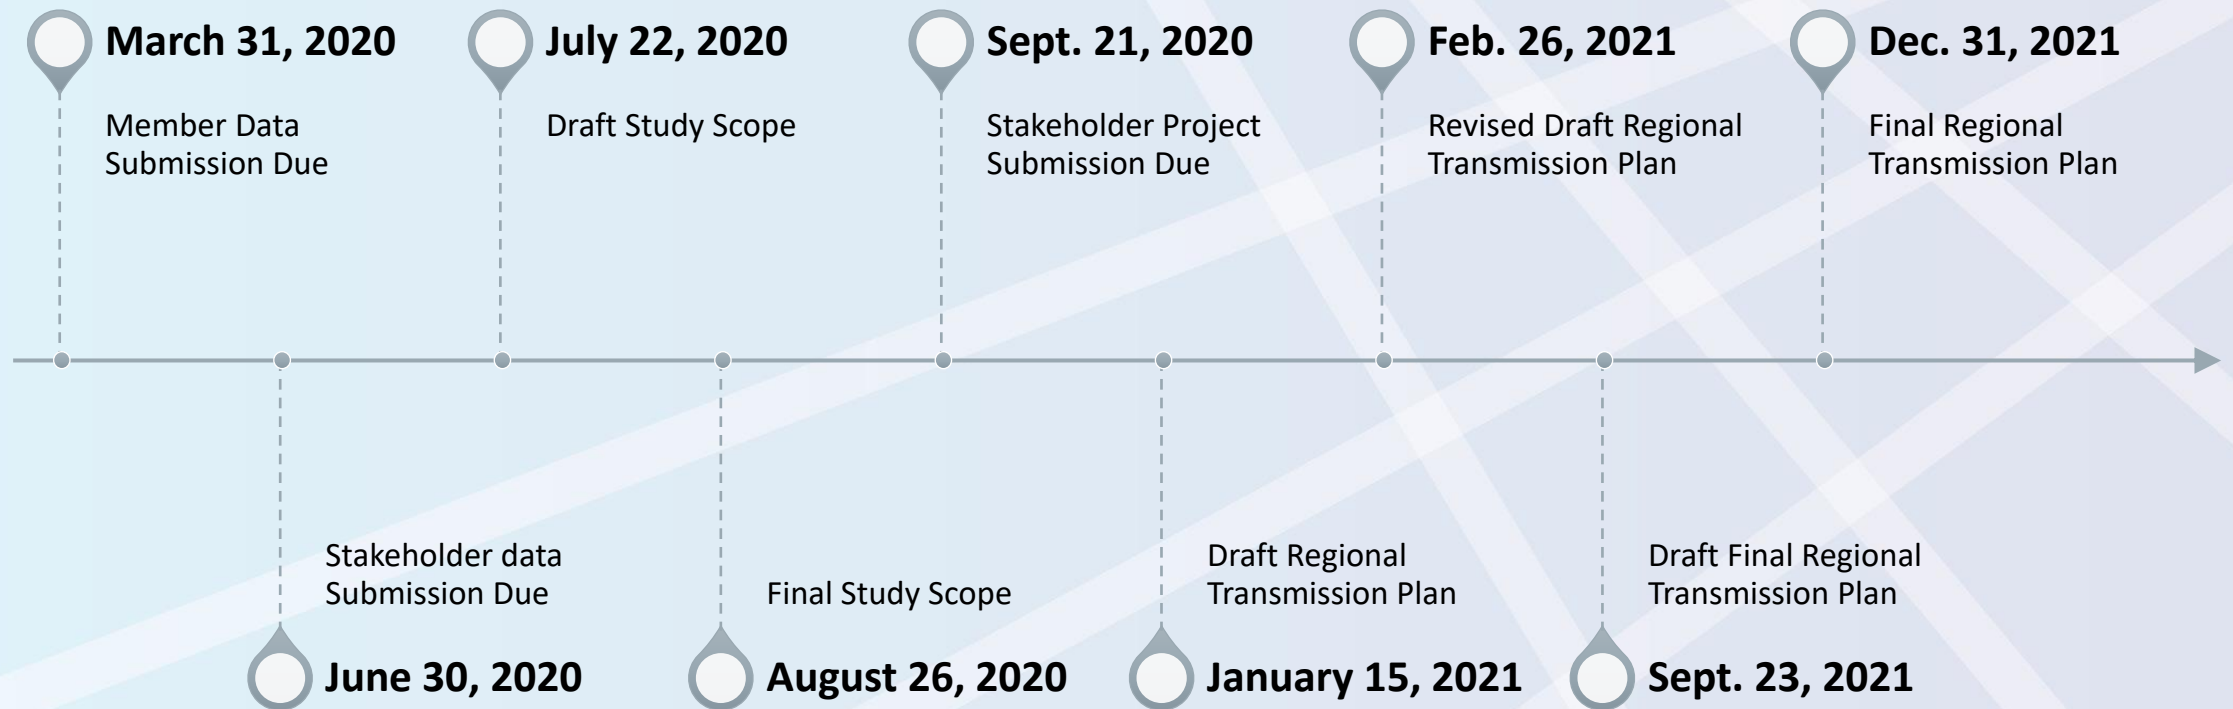 March 31, 2020
Member Data
Submission Due
July 22, 2020
Draft Study Scope
Sept. 21, 2020
Stakeholder Project
Submission Due
Feb. 26, 2021
Revised Draft Regional
Transmission Plan
Dec. 31, 2021
Final Regional
Transmission Plan
Stakeholder data
Submission Due
June 30, 2020
Final Study Scope
August 26, 2020
Draft Regional
Transmission Plan
January 15, 2021
Draft Final Regional
Transmission Plan
Sept. 23, 2021